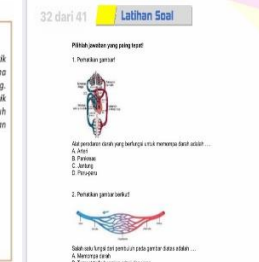 32 dari 41
Latihan Soal
Pilihlah jawaban yang paling tepat!
1. Perhatikan gambar!
Alat peredaran darah yang berfungsi untuk memompa darah adalah ....
A. Arteri
B. Pankreas
C. Jantung
D. Paru-paru
2. Perhatikan gambar berikut!
Salah satu fungsi dari pembuluh pada gambar diatas adalah ....
A. Memompa darah